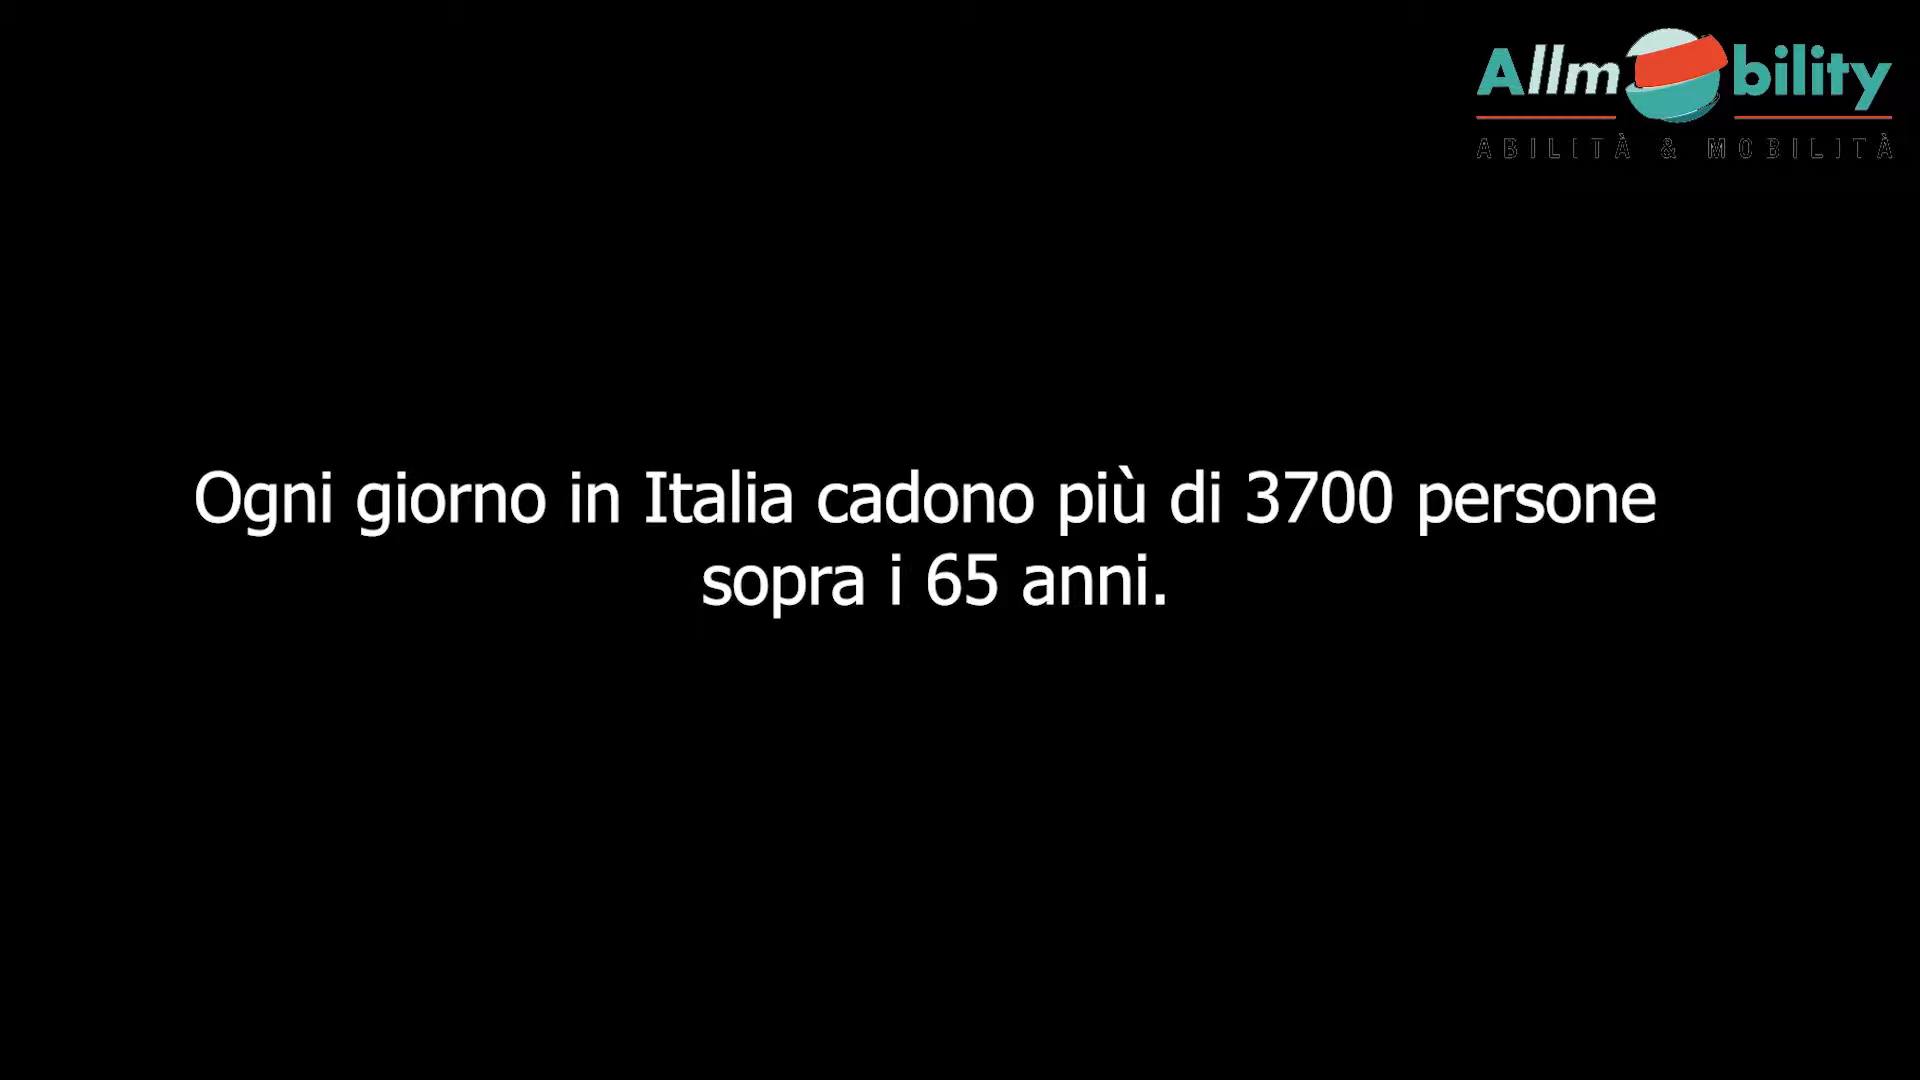 Allmobility
ABILITÀ & MOBILITÀ
Ogni giorno in Italia cadono più di 3700 persone
sopra i 65 anni.